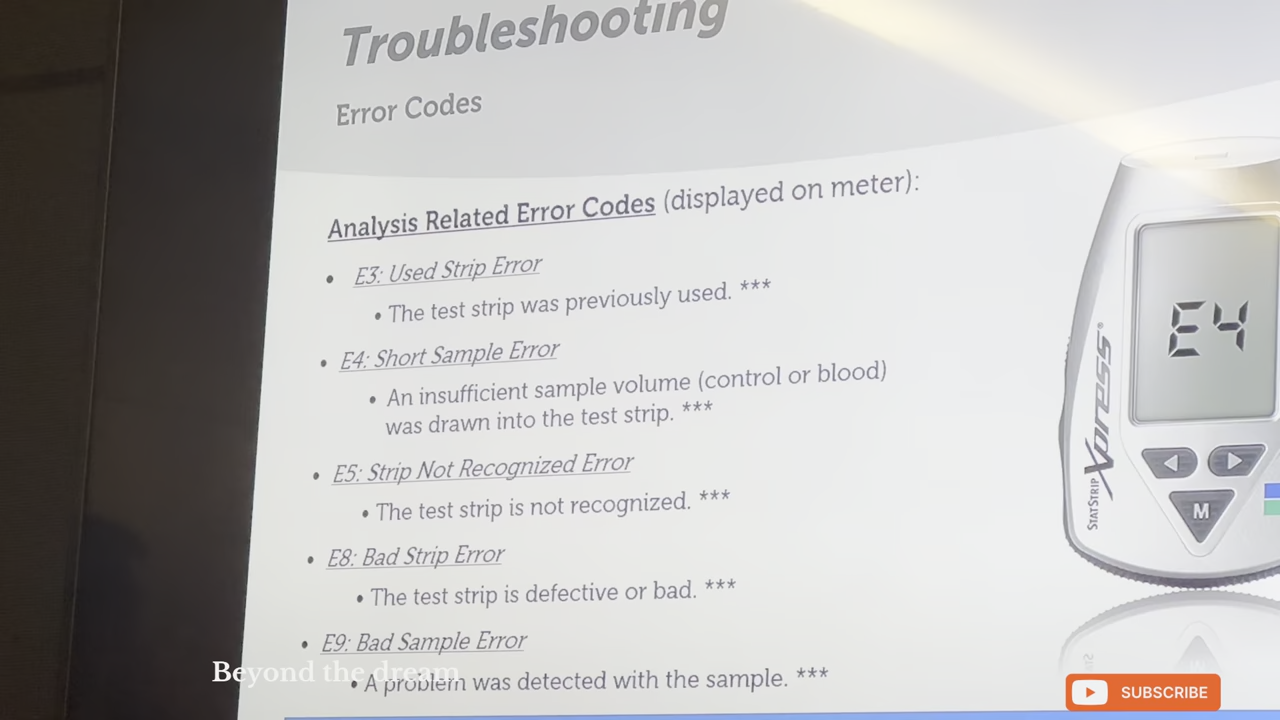 Troubleshooting
Error Codes
Analysis Related Error Codes (displayed on meter):
• E3: Used Strip Error
• The test strip was previously used. ***
• E4: Short Sample Error
• An insufficient sample volume (control or blood)
was drawn into the test strip. ***
• E5: Strip Not Recognized Error
• The test strip is not recognized. ***
• E8: Bad Strip Error
• The test strip is defective or bad. ***
• E9: Bad Sample Error
• A problem was detected with the sample. ***
E4
STATSTRIP Xpress®
M
Beyond the dream
SUBSCRIBE